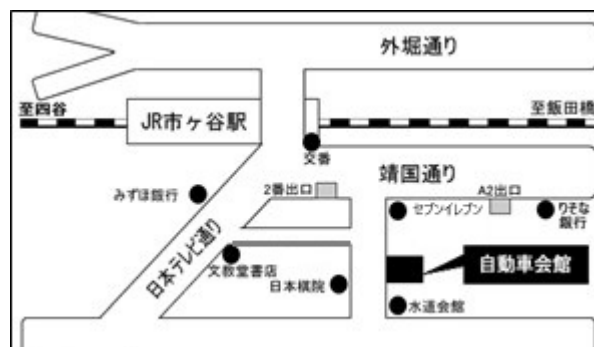 外堀通り
至四谷
JR市ヶ谷駅
至飯田橋
交番
靖国通り
みずほ銀行
2番出口
A2出口
セブンイレブン
りそな
銀行
日本テレビ通り
文教堂書店
日本棋院
自動車会館
水道会館